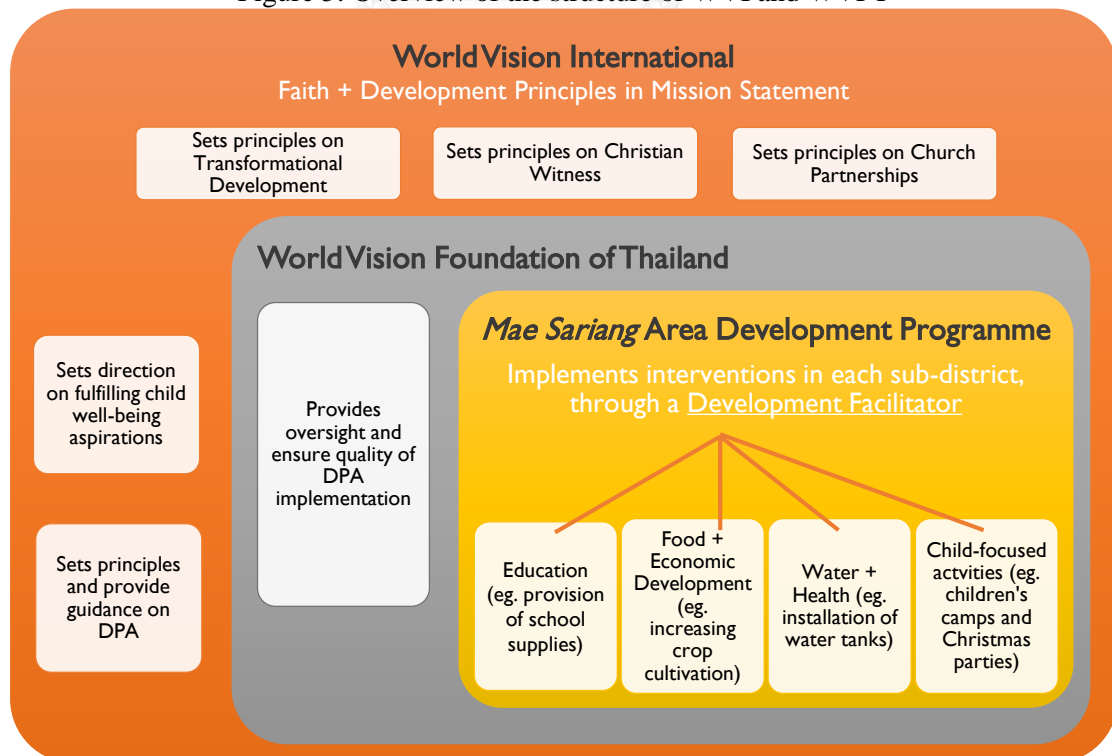 World Vision International
Faith + Development Principles in Mission Statement
Sets principles on
Transformational
Development
Sets principles on Christian
Witness
Sets principles on Church
Partnerships
World Vision Foundation of Thailand
Sets direction
on fulfilling child
well-being
aspirations
Sets principles
and provide
guidance on
DPA
Provides
oversight and
ensure quality of
DPA
implementation
Mae Sariang Area Development Programme
Implements interventions in each sub-district,
through a Development Facilitator
Education
(eg. provision
of school
supplies)
Food +
Economic
Development
(eg.
increasing
crop
cultivation)
Water +
Health (eg.
installation of
water tanks)
Child-focused
actvities (eg.
children's
camps and
Christmas
parties)